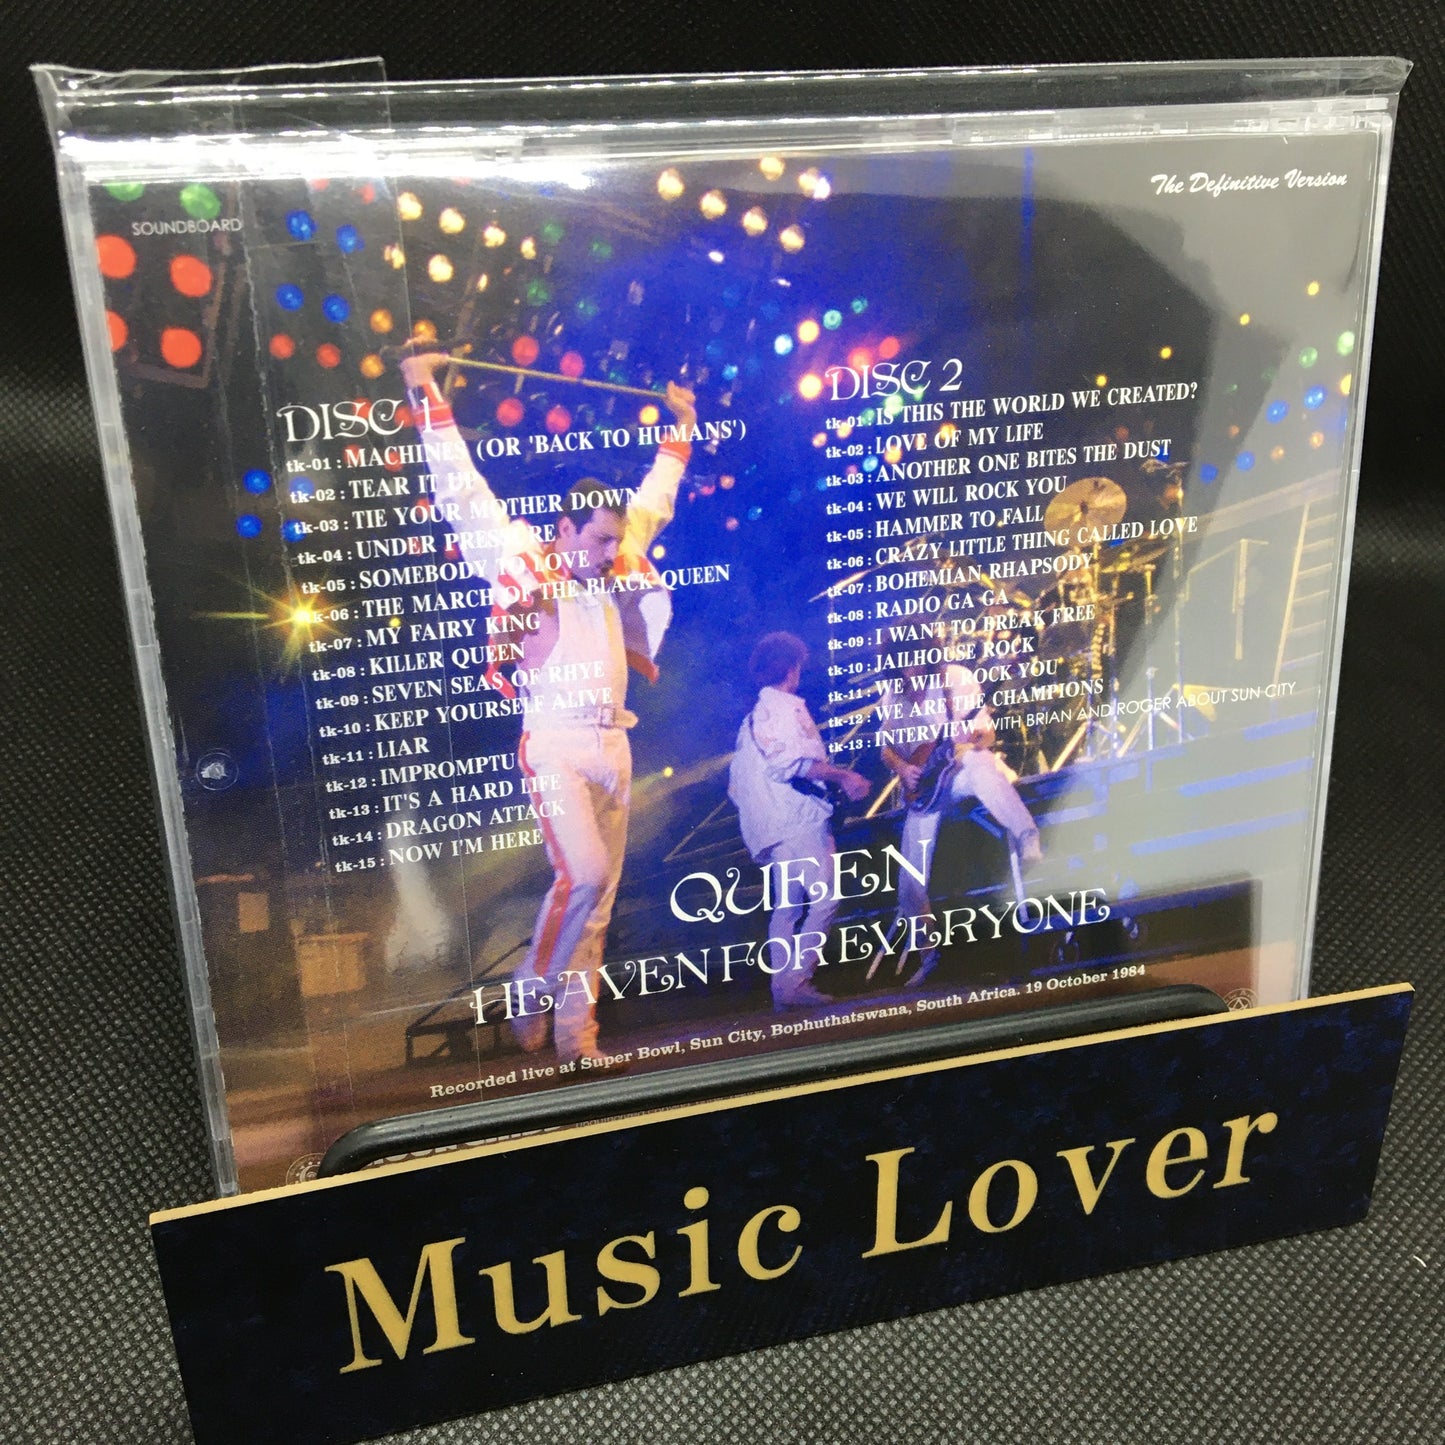 The Definitive Version
SOUNDBOARD
DISC 1
tk-01 : MACHINES (OR 'BACK TO HUMANS')
tk-02 : TEAR IT UP
tk-03 : TIE YOUR MOTHER DOWN
tk-04 : UNDER PRESSURE
tk-05 : SOMEBODY TO LOVE
tk-06 : THE MARCH OF THE BLACK QUEEN
tk-07 : MY FAIRY KING
tk-08 : KILLER QUEEN
tk-09 : SEVEN SEAS OF RHYE
tk-10 : KEEP YOURSELF ALIVE
tk-11 : LIAR
tk-12 : IMPROMPTU
tk-13 : IT'S A HARD LIFE
tk-14 : DRAGON ATTACK
tk-15 : NOW I'M HERE
DISC 2
tk-01 : IS THIS THE WORLD WE CREATED?
tk-02 : LOVE OF MY LIFE
tk-03 : ANOTHER ONE BITES THE DUST
tk-04 : WE WILL ROCK YOU
tk-05 : HAMMER TO FALL
tk-06 : CRAZY LITTLE THING CALLED LOVE
tk-07 : BOHEMIAN RHAPSODY
tk-08 : RADIO GA GA
tk-09 : I WANT TO BREAK FREE
tk-10 : JAILHOUSE ROCK
tk-11 : WE WILL ROCK YOU
tk-12 : WE ARE THE CHAMPIONS
tk-13 : INTERVIEW WITH BRIAN AND ROGER ABOUT SUN CITY
QUEEN
HEAVEN FOR EVERYONE
Recorded live at Super Bowl, Sun City, Bophuthatswana, South Africa. 19 October 1984
Music Lover